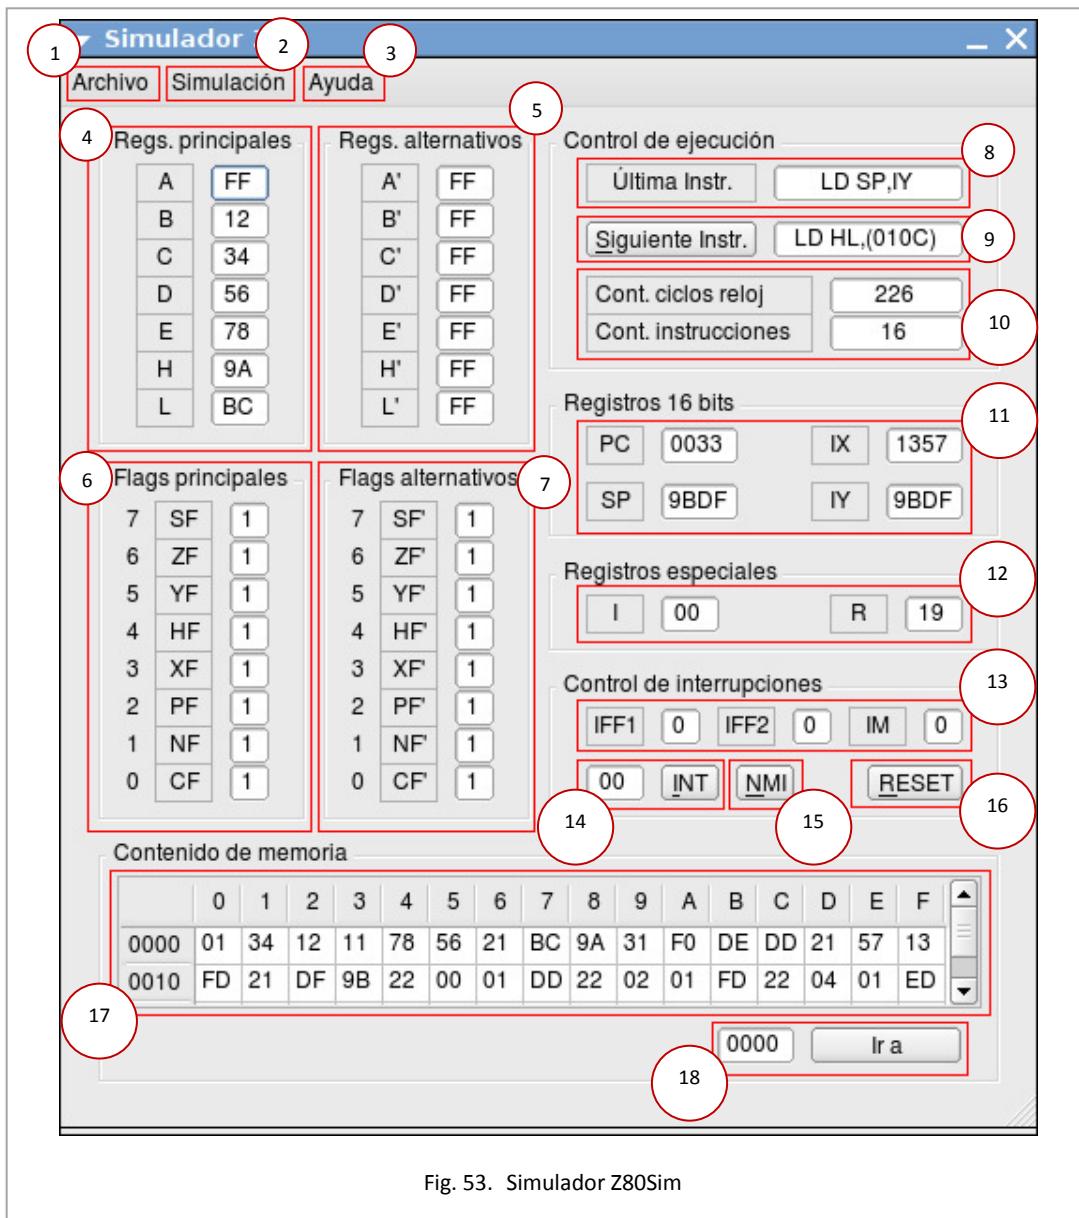 Simulador
1
2
3
Archivo Simulación Ayuda
4
5
Regs. principales
A FF
B 12
C 34
D 56
E 78
H 9A
L BC
Regs. alternativos
A' FF
B' FF
C' FF
D' FF
E' FF
H' FF
L' FF
Control de ejecución
8
Última Instr. LD SP,IY
Siguiente Instr. LD HL,(010C)
9
Cont. ciclos reloj 226
Cont. instrucciones 16
10
6
Flags principales
7 SF 1
6 ZF 1
5 YF 1
4 HF 1
3 XF 1
2 PF 1
1 NF 1
0 CF 1
Flags alternativos
7
7 SF' 1
6 ZF' 1
5 YF' 1
4 HF' 1
3 XF' 1
2 PF' 1
1 NF' 1
0 CF' 1
Registros 16 bits
11
PC 0033 IX 1357
SP 9BDF IY 9BDF
Registros especiales
12
I 00 R 19
Control de interrupciones
13
IFF1 0 IFF2 0 IM 0
00 INT NMI RESET
14
15
16
Contenido de memoria
0 1 2 3 4 5 6 7 8 9 A B C D E F
0000 01 34 12 11 78 56 21 BC 9A 31 F0 DE DD 21 57 13
0010 FD 21 DF 9B 22 00 01 DD 22 02 01 FD 22 04 01 ED
17
0000 Ir a
18
Fig. 53. Simulador Z80Sim